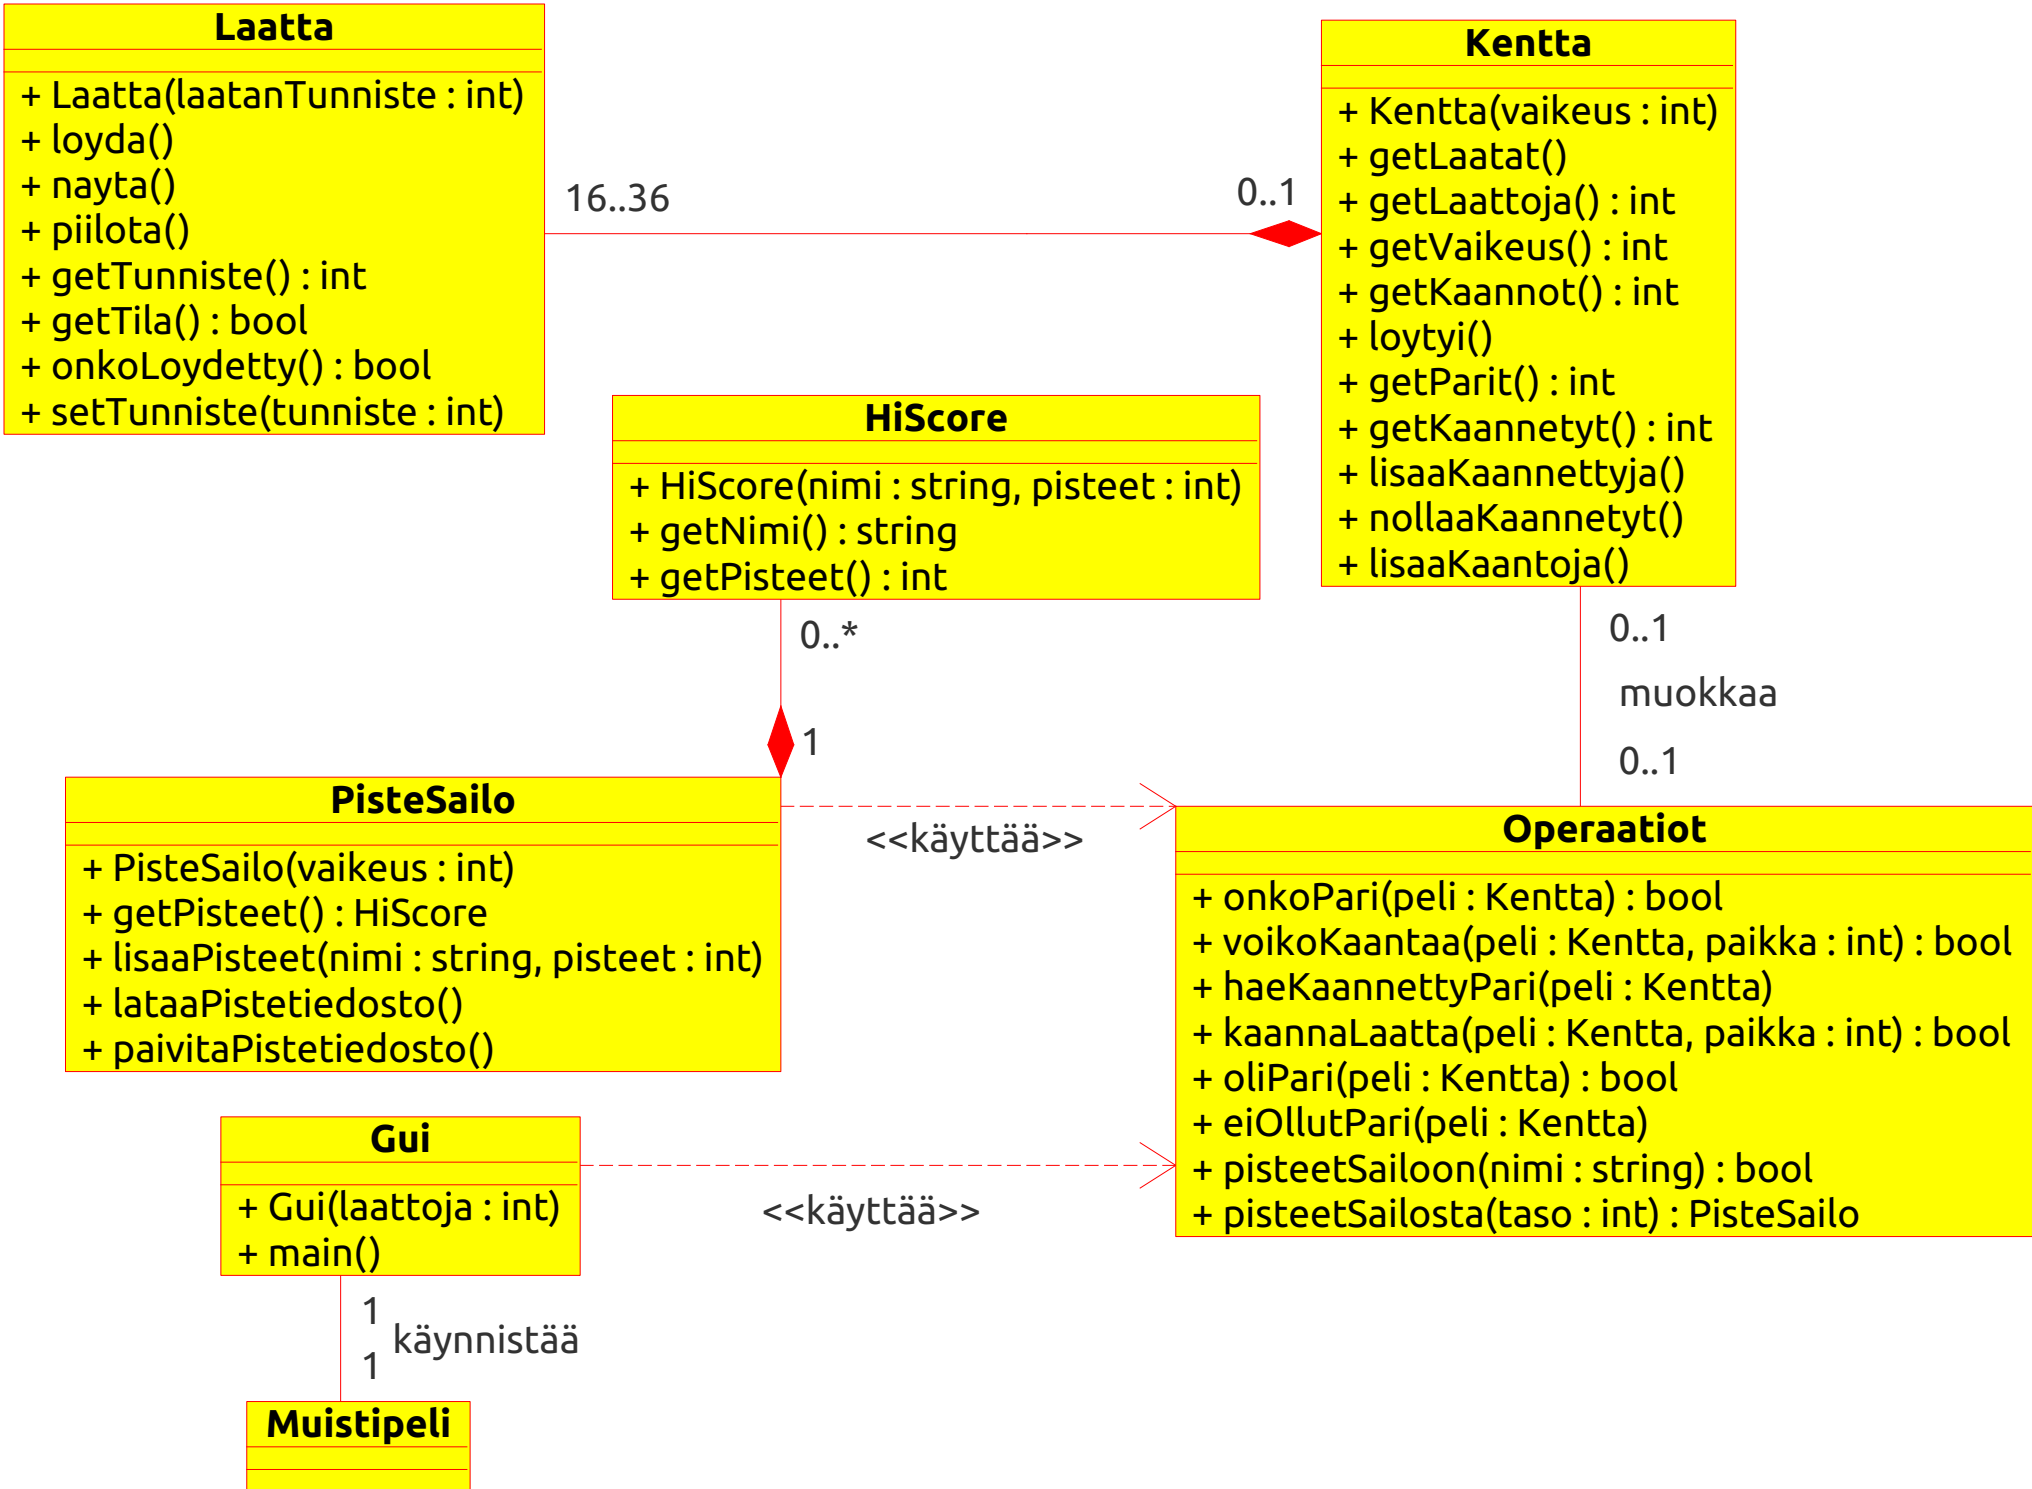 Laatta
+ Laatta(laatanTunniste : int)
+ loyda()
+ nayta()
+ piilota()
+ getTunniste() : int
+ getTila() : bool
+ onkoLoydetty() : bool
+ setTunniste(tunniste : int)
16..36
0..1
Kentta
+ Kentta(vaikeus : int)
+ getLaatat()
+ getLaattoja() : int
+ getVaikeus() : int
+ getKaannot() : int
+ loytyi()
+ getParit() : int
+ getKaannetyt() : int
+ lisaaKaannettyja()
+ nollaaKaannetyt()
+ lisaaKaantoja()
HiScore
+ HiScore(nimi : string, pisteet : int)
+ getNimi() : string
+ getPisteet() : int
0..*
1
0..1
muokkaa
0..1
PisteSailo
+ PisteSailo(vaikeus : int)
+ getPisteet() : HiScore
+ lisaaPisteet(nimi : string, pisteet : int)
+ lataaPistetiedosto()
+ paivitaPistetiedosto()
<<käyttää>>
Operaatiot
+ onkoPari(peli : Kentta) : bool
+ voikoKaantaa(peli : Kentta, paikka : int) : bool
+ haeKaannettyPari(peli : Kentta)
+ kaannaLaatta(peli : Kentta, paikka : int) : bool
+ oliPari(peli : Kentta) : bool
+ eiOllutPari(peli : Kentta)
+ pisteetSailoon(nimi : string) : bool
+ pisteetSailosta(taso : int) : PisteSailo
Gui
+ Gui(laattoja : int)
+ main()
<<käyttää>>
1
käynnistää
1
Muistipeli